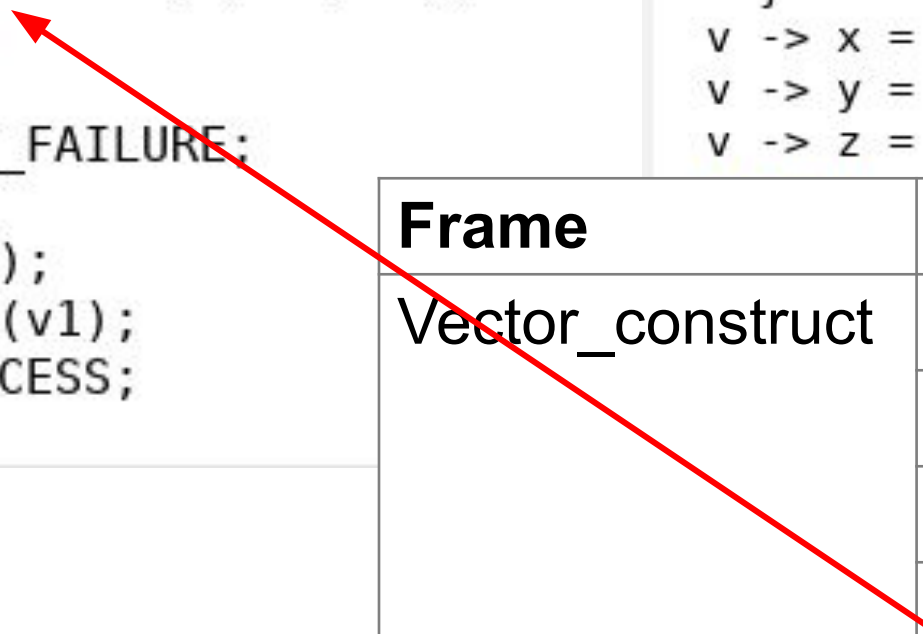 _FAILURE;
);
(v1);
CESS;
v -> x =
v -> y =
v -> z =
Frame
Vector_construct